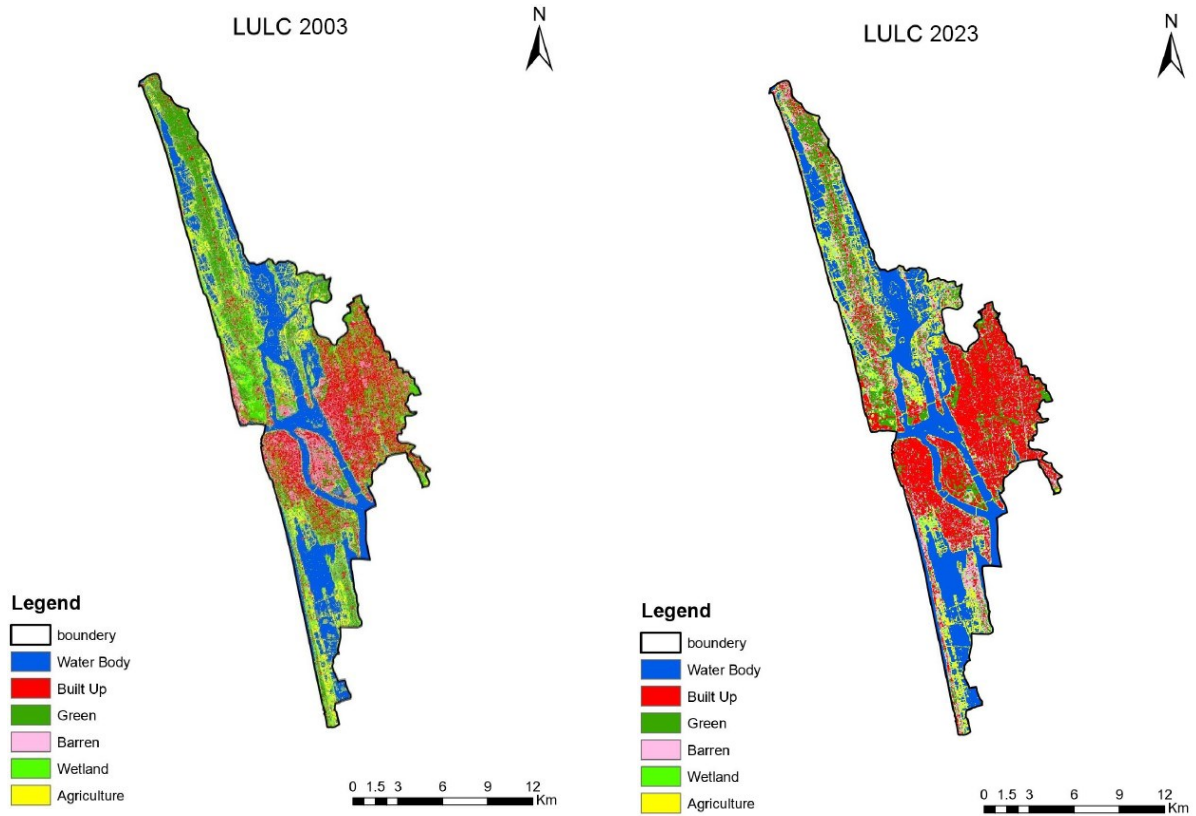 LULC 2003
N
Legend
boundery
Water Body
Built Up
Green
Barren
Wetland
Agriculture
0 1.5 3 6 9 12
Km
LULC 2023
N
Legend
boundery
Water Body
Built Up
Green
Barren
Wetland
Agriculture
0 1.5 3 6 9 12
Km